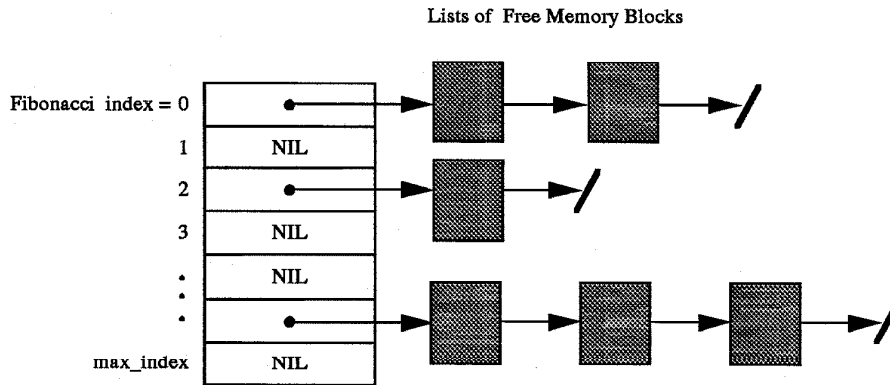 Lists of Free Memory Blocks
Fibonacci index = 0
1 NIL
2
3 NIL
NIL
max_index NIL